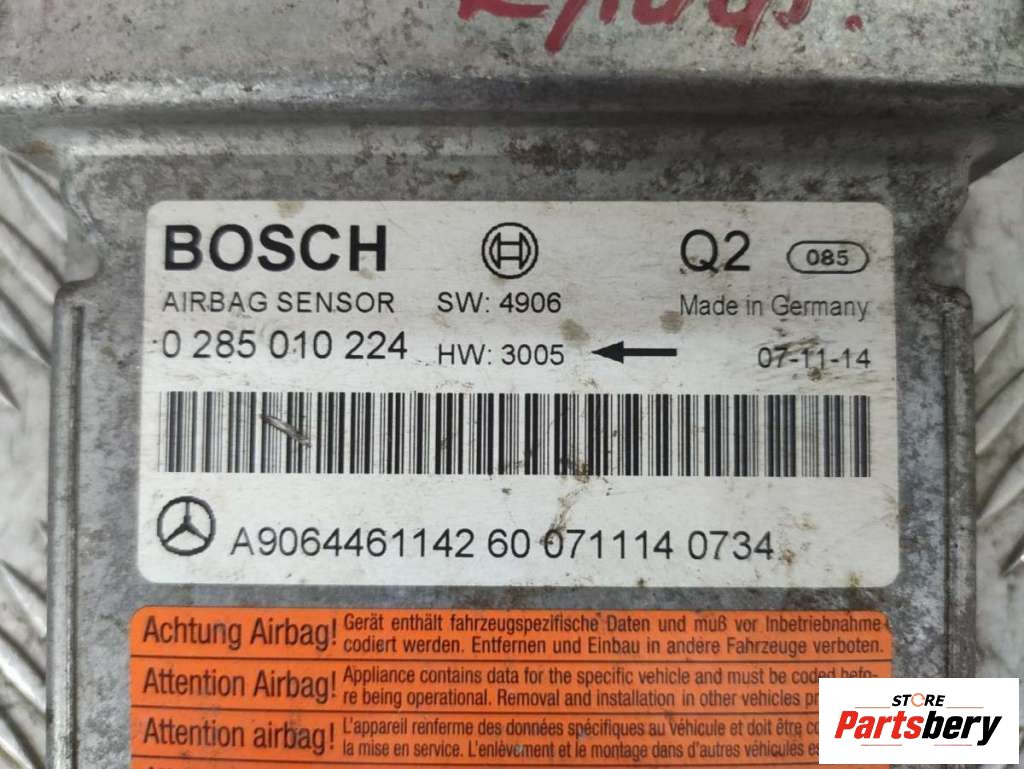 BOSCH
Q2 085
AIRBAG SENSOR SW: 4906 Made in Germany
0 285 010 224 HW: 3005 07-11-14
A9064461142 60 071114 0734
Achtung Airbag! Gerät enthält fahrzeugspezifische Daten und muß vor Inbetriebnahme
codiert werden. Entfernen und Einbau in andere Fahrzeuge verboten.
Attention Airbag! Appliance contains data for the specific vehicle and must be coded befo-
re being operational. Removal and installation in other vehicles
Attention airbag! L'appareil renferme des données spécifiques au Véhicule et doit être
la mise en service. L'enlèvement et le montage dans d'autres véhicules
STORE
Partsbery